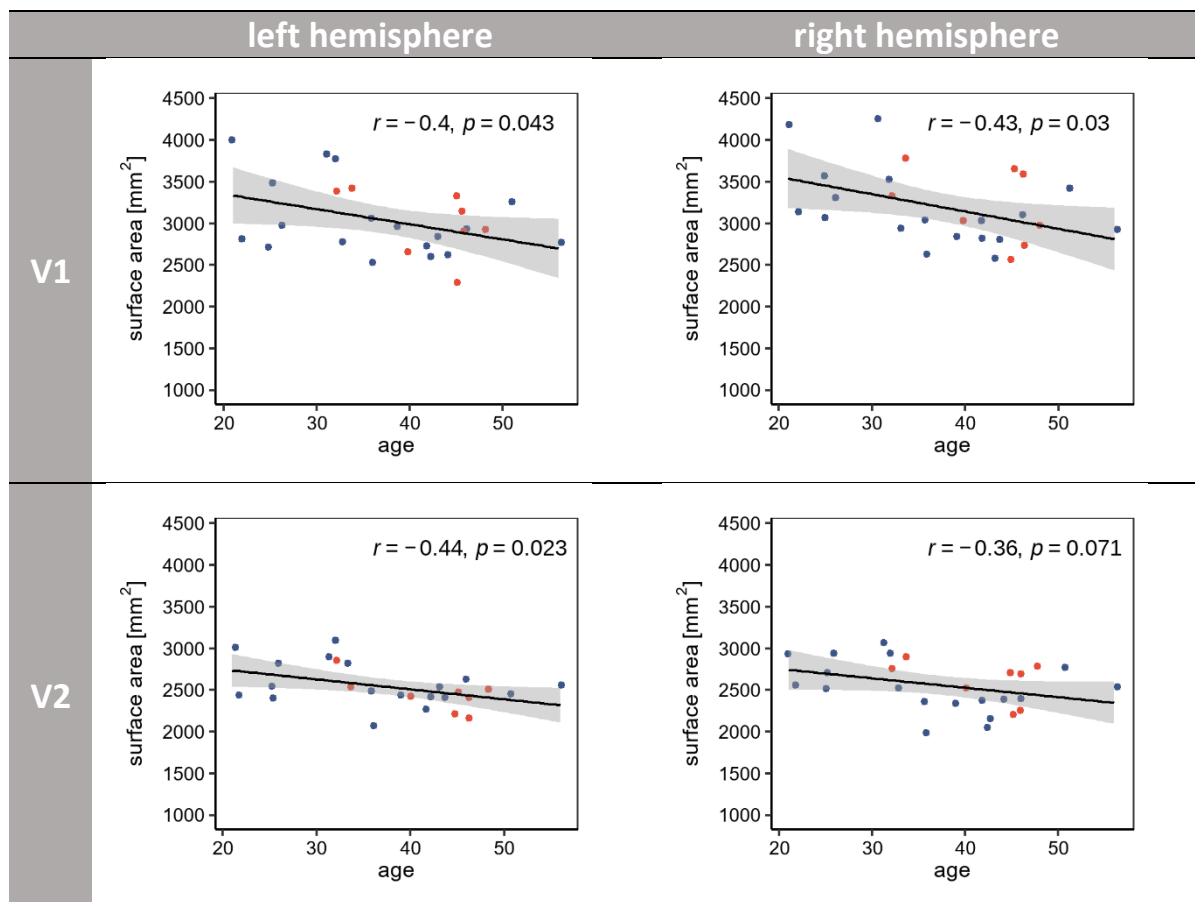 left hemisphere right hemisphere
V1
surface area [mm²]
4500
4000
3500
3000
2500
2000
1500
1000
r = −0.4, p = 0.043
20 30 40 50
age
surface area [mm²]
4500
4000
3500
3000
2500
2000
1500
1000
r = −0.43, p = 0.03
20 30 40 50
age
V2
surface area [mm²]
4500
4000
3500
3000
2500
2000
1500
1000
r = −0.44, p = 0.023
20 30 40 50
age
surface area [mm²]
4500
4000
3500
3000
2500
2000
1500
1000
r = −0.36, p = 0.071
20 30 40 50
age